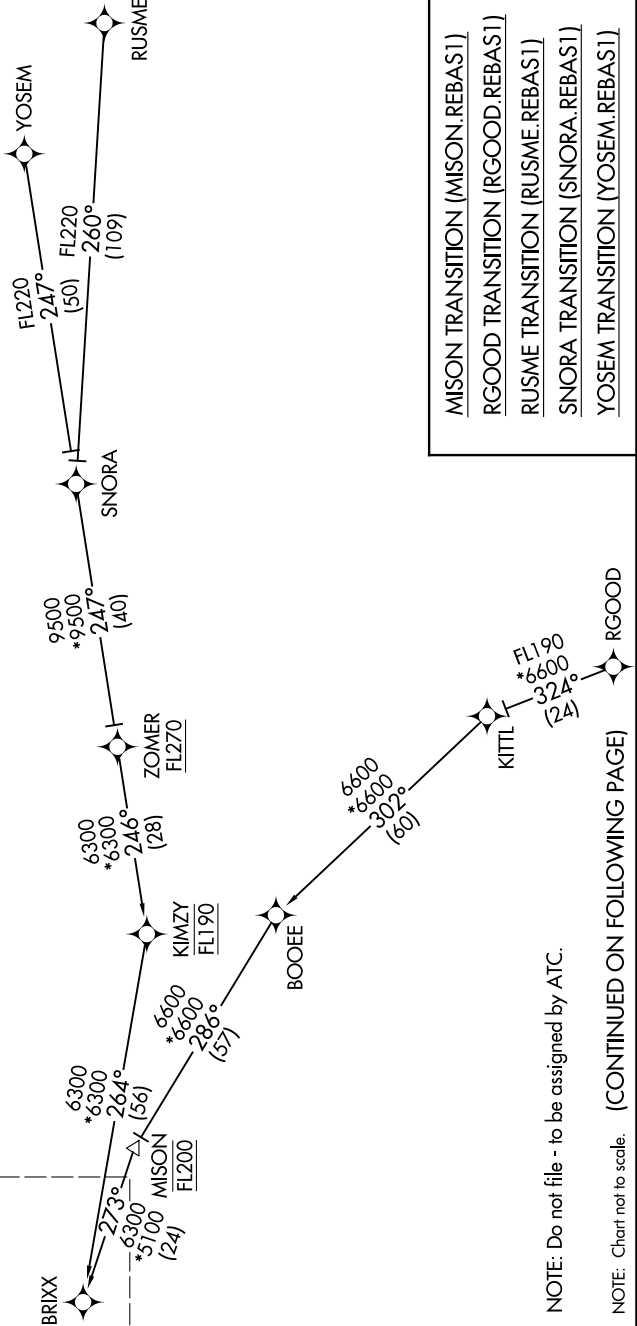 RUSME
YOSEM
FL220
247°
(50)
FL220
260°
(109)
SNORA
9500
*9500
247°
(40)
ZOMER
FL270
6300
*6300
246°
(28)
KIMZY
FL190
6300
*6300
264°
(56)
BRIXX
273°
6300
*5100
(24)
MISON
FL200
6600
*6600
286°
(57)
BOOEE
6600
*6600
302°
(60)
KITTL
FL190
*6600
324°
(24)
RGOOD
MISON TRANSITION (MISON.REBAS1)
RGOOD TRANSITION (RGOOD.REBAS1)
RUSME TRANSITION (RUSME.REBAS1)
SNORA TRANSITION (SNORA.REBAS1)
YOSEM TRANSITION (YOSEM.REBAS1)
NOTE: Do not file - to be assigned by ATC.
NOTE: Chart not to scale. (CONTINUED ON FOLLOWING PAGE)